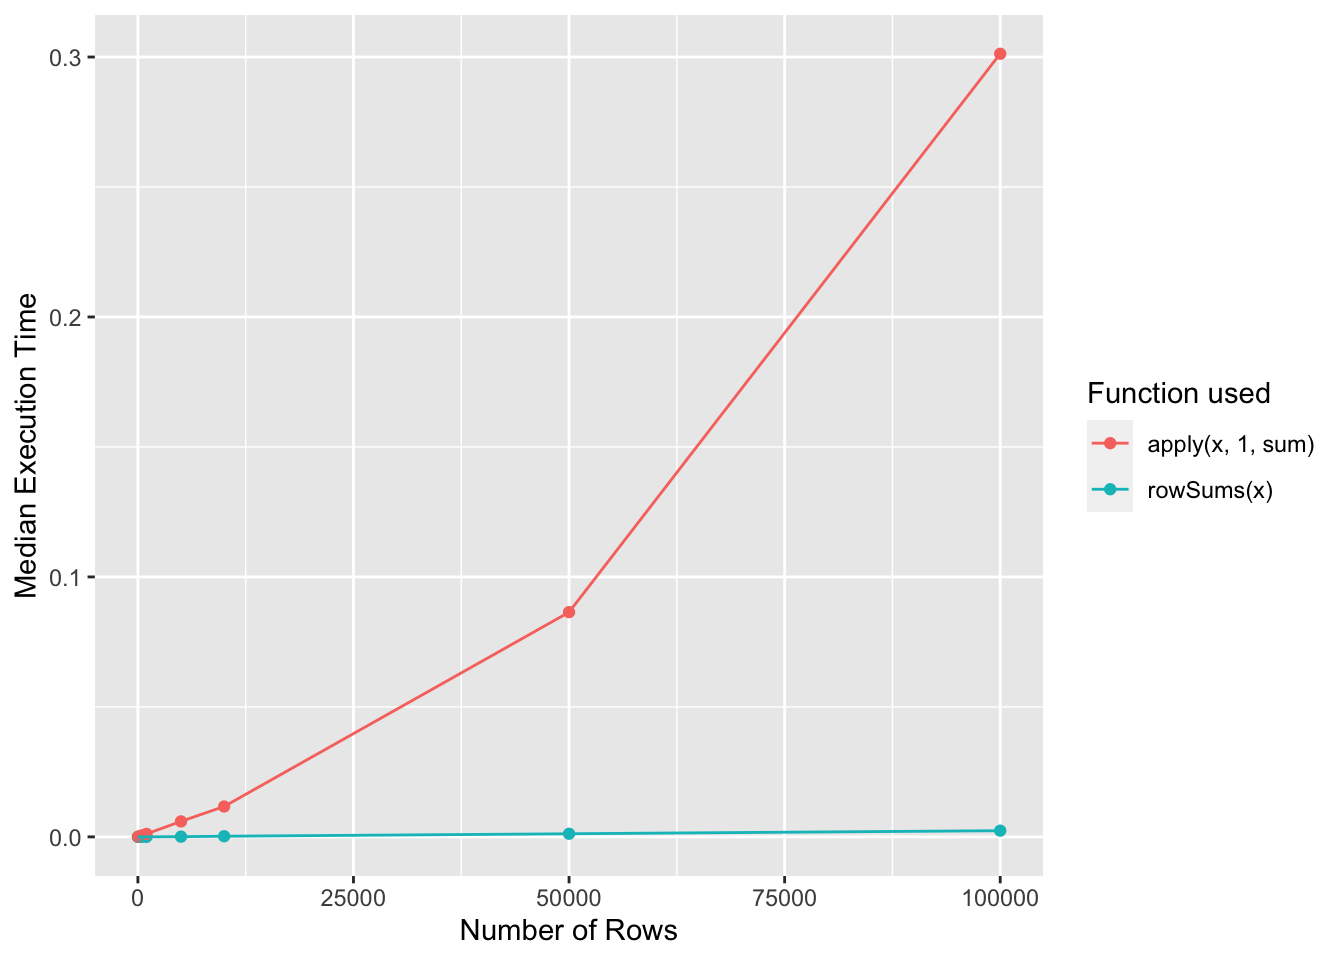 0.3
0.2
0.1
0.0
Median Execution Time
0 25000 50000 75000 100000
Number of Rows
Function used
apply(x, 1, sum)
rowSums(x)